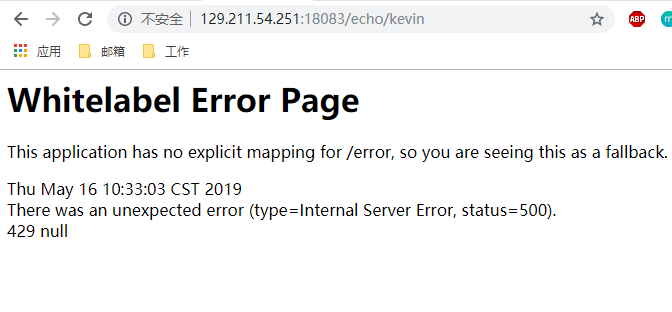 不安全 129.211.54.251:18083/echo/kevin
ABP
应用 邮箱 工作
Whitelabel Error Page
This application has no explicit mapping for /error, so you are seeing this as a fallback.
Thu May 16 10:33:03 CST 2019
There was an unexpected error (type=Internal Server Error, status=500).
429 null